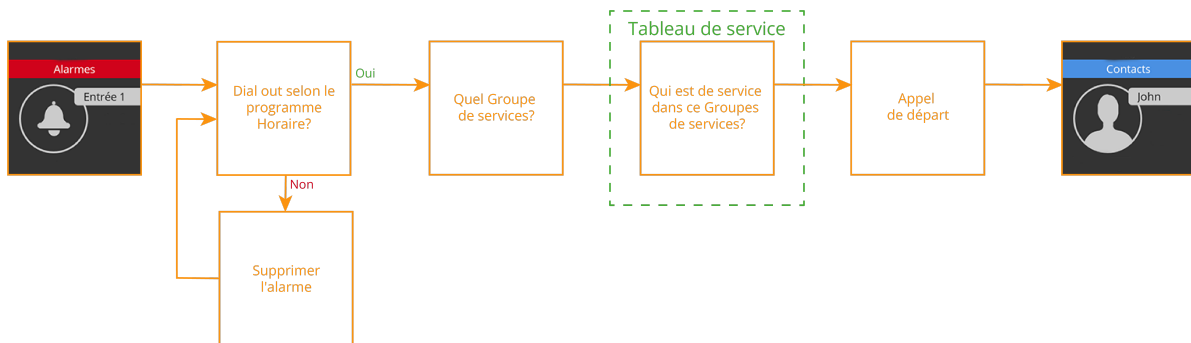 Tableau de service
Alarmes
Entrée 1
Dial out selon le
programme
Horaire?
Oui
Non
Supprimer
l'alarme
Quel Groupe
de services?
Qui est de service
dans ce Groupes
de services?
Appel
de départ
Contacts
John